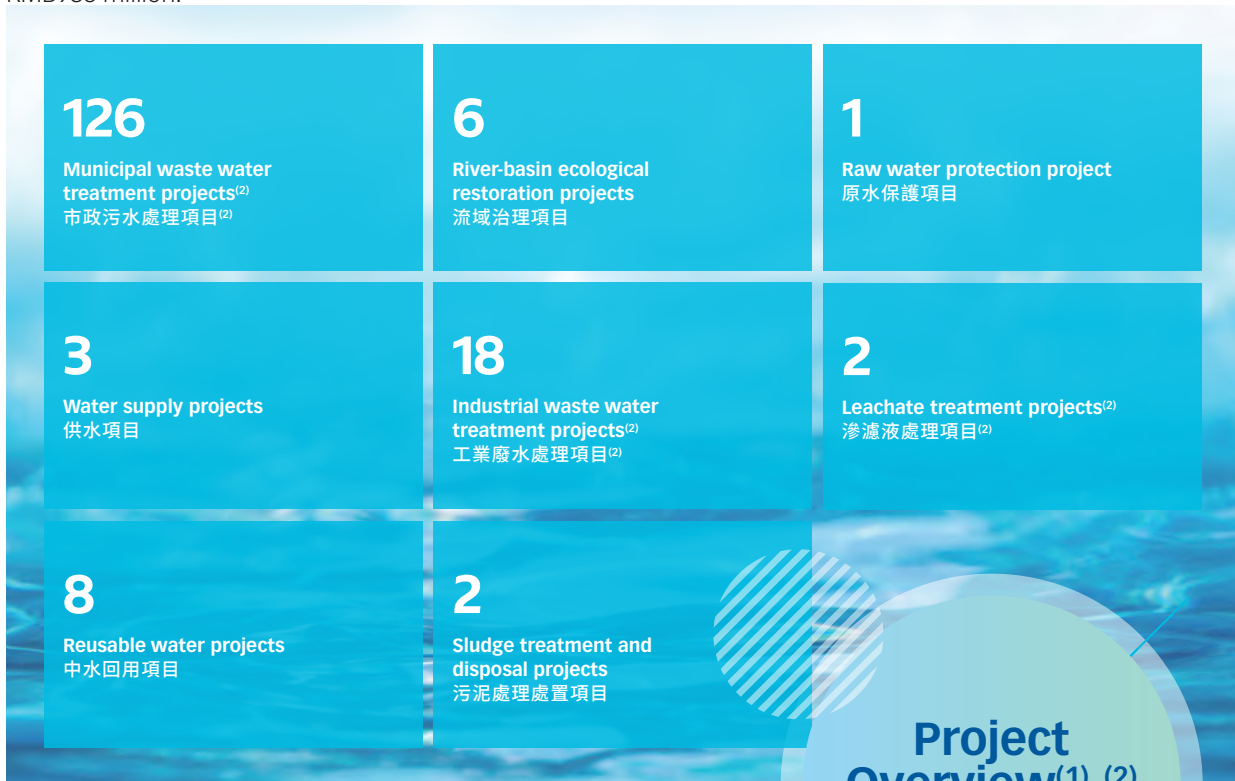 126
Municipal waste water
treatment projects(2)
市政污水處理項目(2)
6
River-basin ecological
restoration projects
流域治理項目
1
Raw water protection project
原水保護項目
3
Water supply projects
供水項目
18
Industrial waste water
treatment projects(2)
工業廢水處理項目(2)
2
Leachate treatment projects(2)
滲濾液處理項目(2)
8
Reusable water projects
中水回用項目
2
Sludge treatment and
disposal projects
污泥處理處置項目
Project
Overview(1), (2)